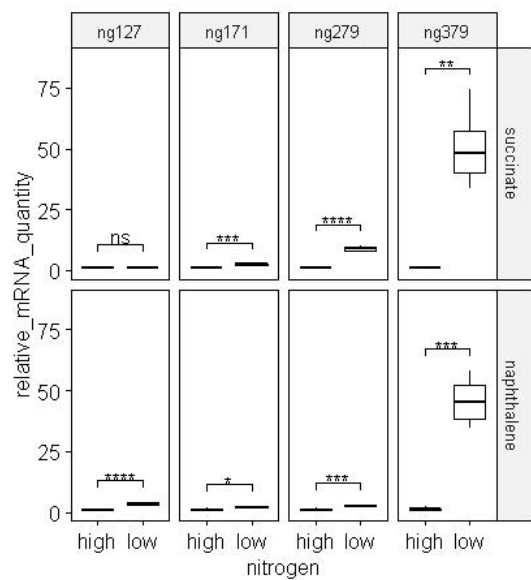 ng127 ng171 ng279 ng379
75
50
25
0
ns *** **** **
succinate
75
50
25
0
**** * *** ***
naphthalene
high low high low high low high low
nitrogen
relative_mRNA_quantity